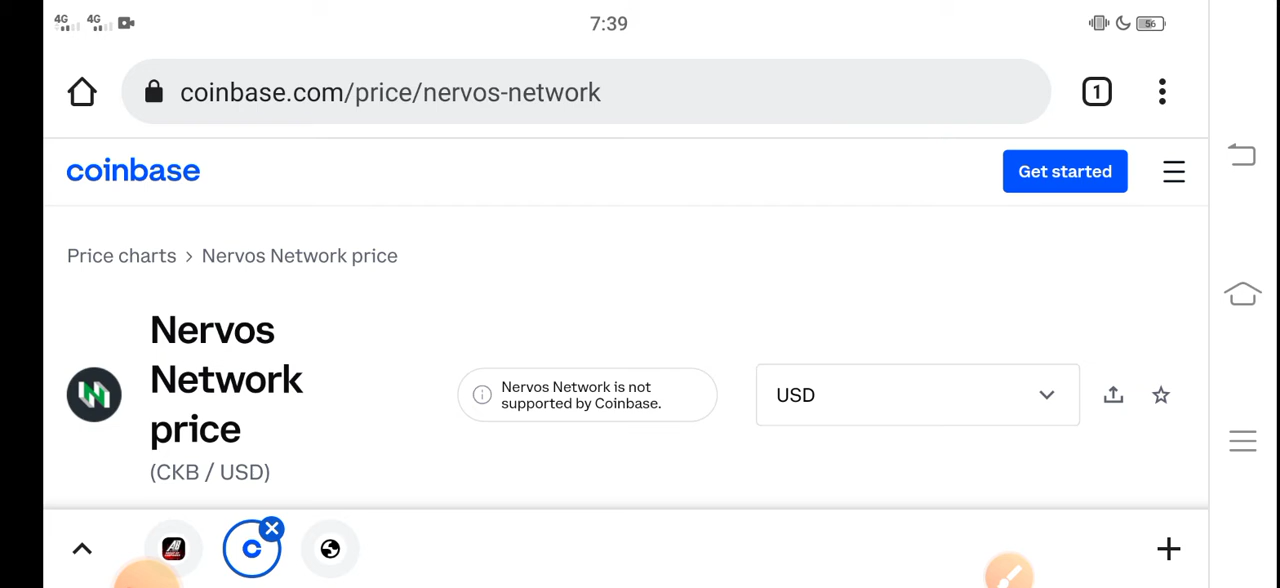 4G 4G 7:39 56
coinbase.com/price/nervos-network 1
coinbase Get started
Price charts > Nervos Network price
Nervos
Network
price
(CKB / USD)
Nervos Network is not
supported by Coinbase.
USD